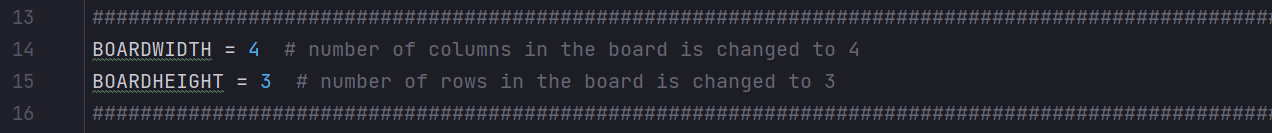 13 ##################################################################################################
14 BOARDWIDTH = 4  # number of columns in the board is changed to 4
15 BOARDHEIGHT = 3  # number of rows in the board is changed to 3
16 ##################################################################################################